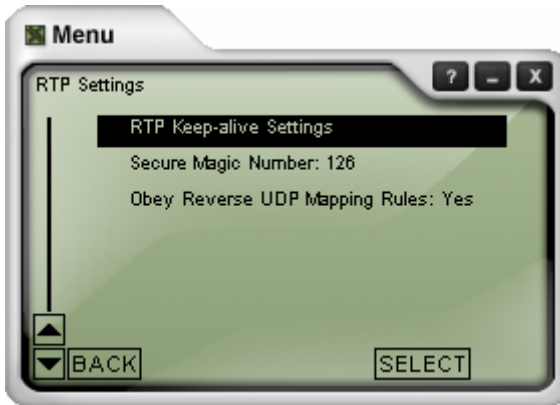 Menu
? – X
RTP Settings
RTP Keep-alive Settings
Secure Magic Number: 126
Obey Reverse UDP Mapping Rules: Yes
BACK
SELECT